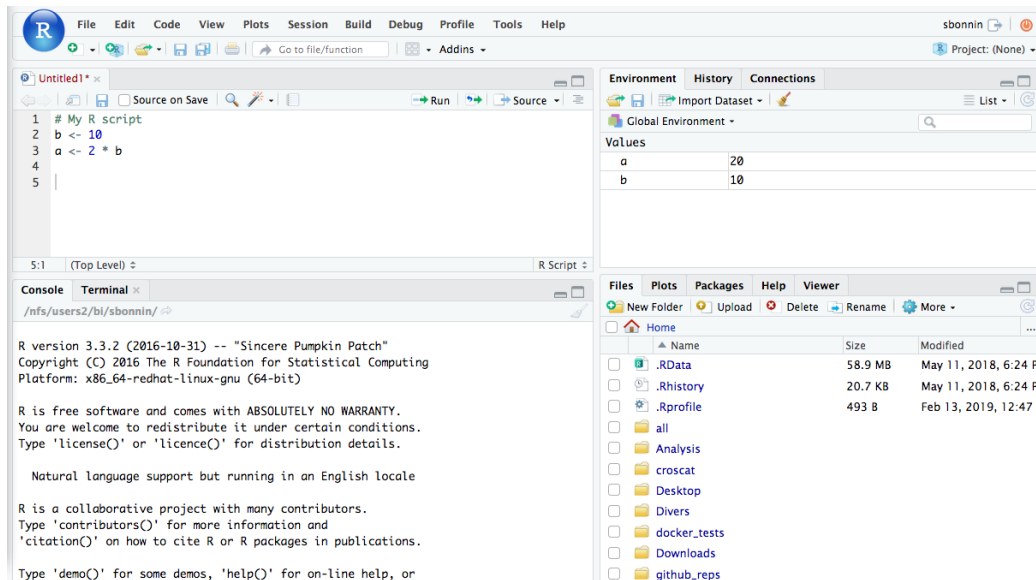 R File Edit Code View Plots Session Build Debug Profile Tools Help sbonnin
R Go to file/function Addins R Project: (None)
Untitled1* ×
Source on Save Run Source
1 # My R script
2 b <- 10
3 a <- 2 * b
4
5
5:1 (Top Level) R Script
Console Terminal ×
/nfs/users2/bi/sbonnin/
R version 3.3.2 (2016-10-31) -- "Sincere Pumpkin Patch"
Copyright (C) 2016 The R Foundation for Statistical Computing
Platform: x86_64-redhat-linux-gnu (64-bit)
R is free software and comes with ABSOLUTELY NO WARRANTY.
You are welcome to redistribute it under certain conditions.
Type 'license()' or 'licence()' for distribution details.
Natural language support but running in an English locale
R is a collaborative project with many contributors.
Type 'contributors()' for more information and
'citation()' on how to cite R or R packages in publications.
Type 'demo()' for some demos, 'help()' for on-line help, or
Environment History Connections
Import Dataset List
Global Environment
Values
a 20
b 10
Files Plots Packages Help Viewer
New Folder Upload Delete Rename More
Home ...
Name Size Modified
.RData 58.9 MB May 11, 2018, 6:24 P
.Rhistory 20.7 KB May 11, 2018, 6:24 P
.Rprofile 493 B Feb 13, 2019, 12:47
all
Analysis
croscat
Desktop
Divers
docker_tests
Downloads
github_reps